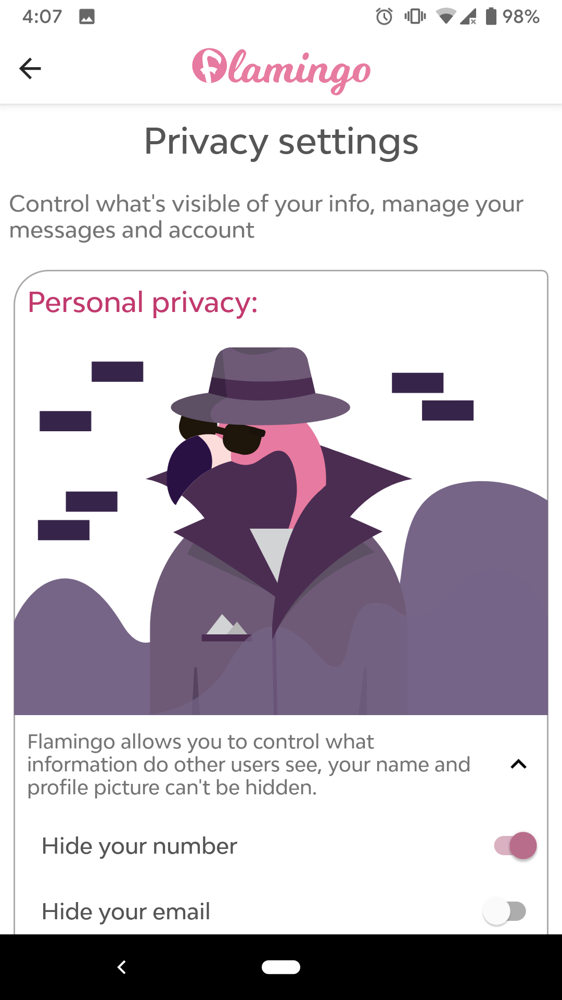 4:07
98%
Flamingo
Privacy settings
Control what's visible of your info, manage your
messages and account
Personal privacy:
Flamingo allows you to control what
information do other users see, your name and
profile picture can't be hidden.
Hide your number
Hide your email